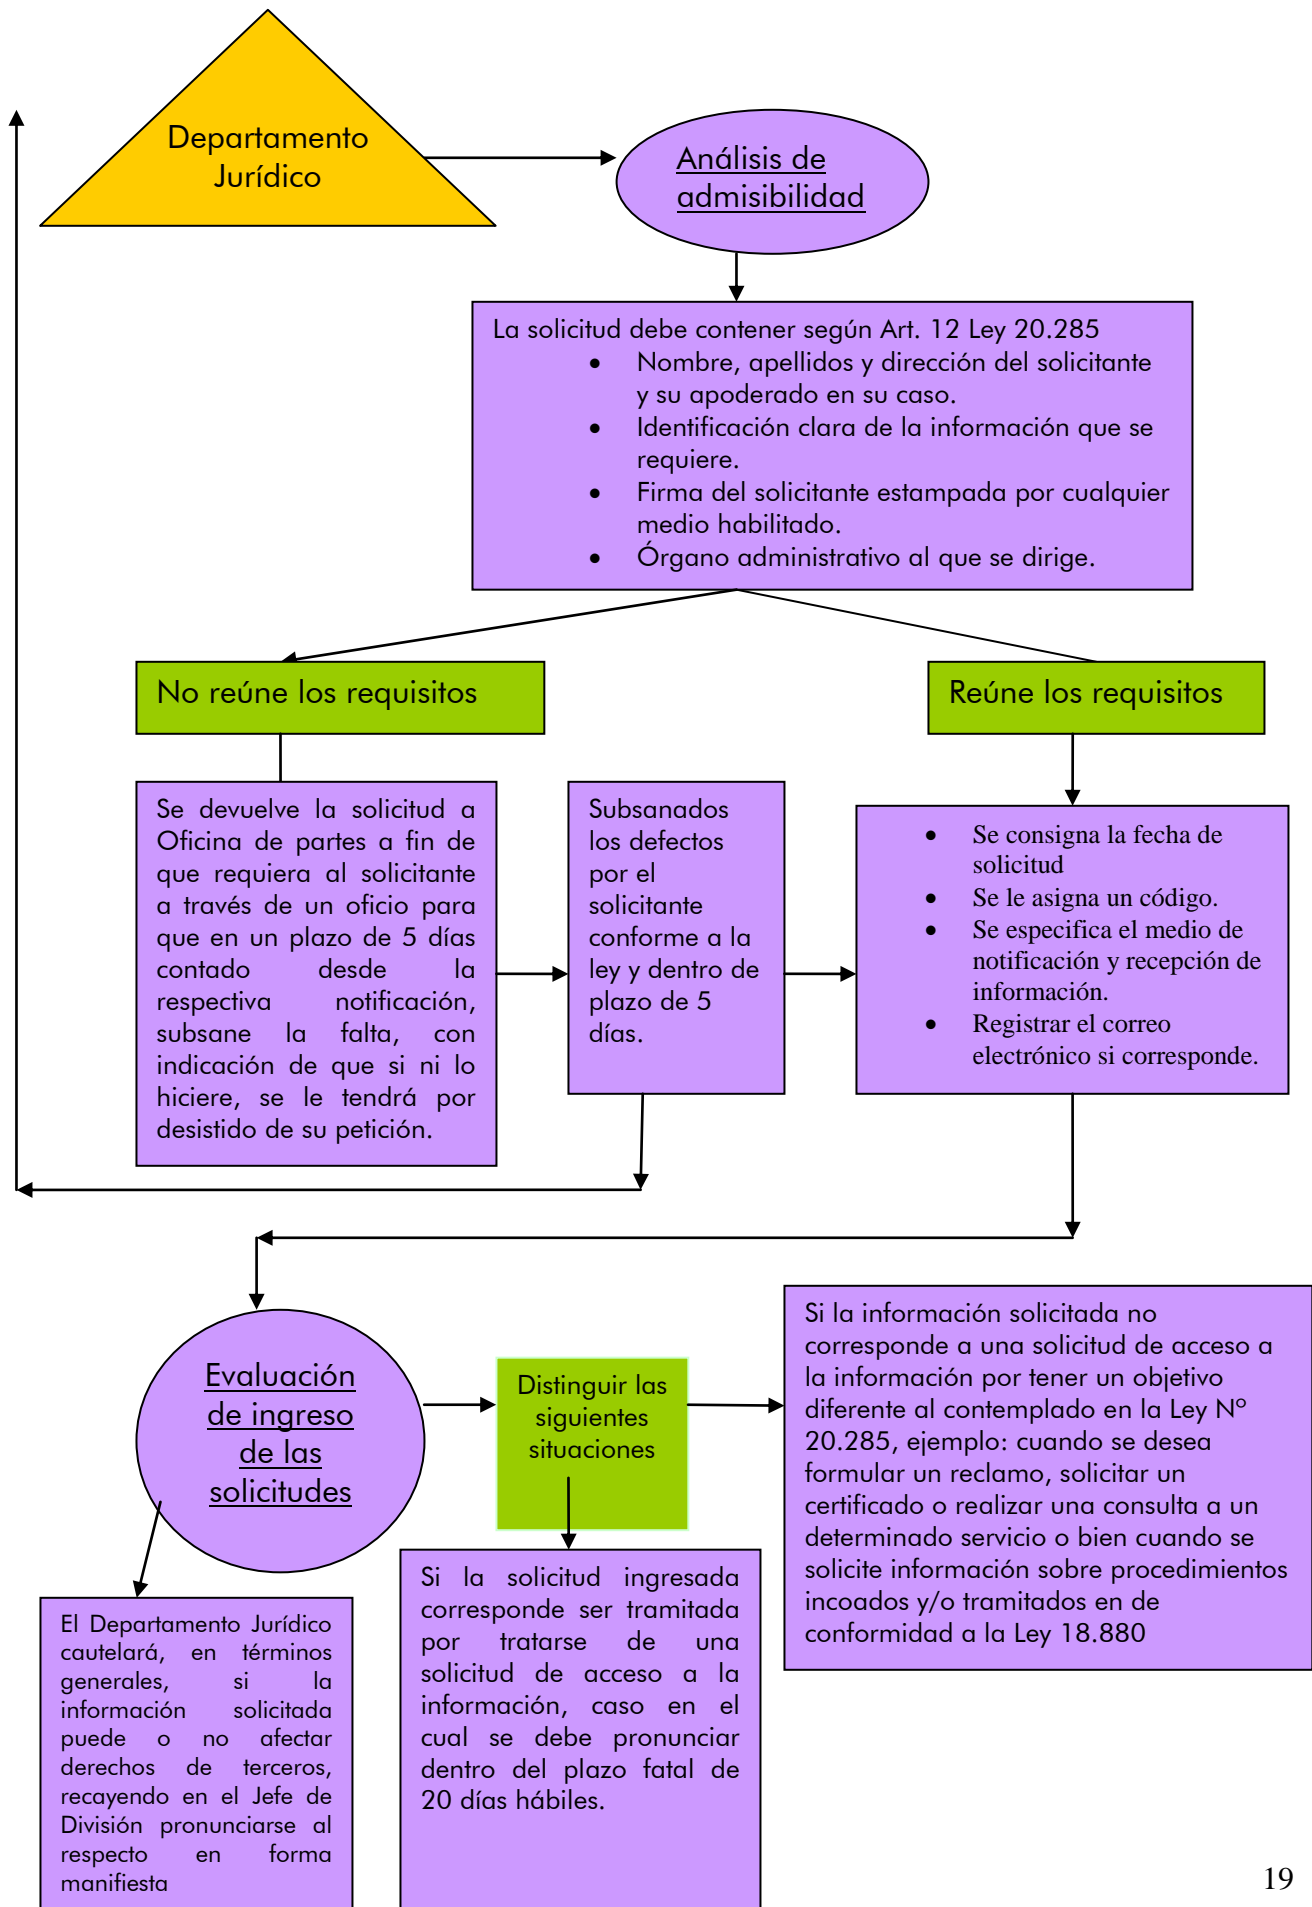 Departamento
Jurídico
Análisis de
admisibilidad
La solicitud debe contener según Art. 12 Ley 20.285
• Nombre, apellidos y dirección del solicitante
y su apoderado en su caso.
• Identificación clara de la información que se
requiere.
• Firma del solicitante estampada por cualquier
medio habilitado.
• Órgano administrativo al que se dirige.
No reúne los requisitos
Reúne los requisitos
Se devuelve la solicitud a
Oficina de partes a fin de
que requiera al solicitante
a través de un oficio para
que en un plazo de 5 días
contado desde la
respectiva notificación,
subsane la falta, con
indicación de que si ni lo
hiciere, se le tendrá por
desistido de su petición.
Subsanados
los defectos
por el
solicitante
conforme a la
ley y dentro de
plazo de 5
días.
• Se consigna la fecha de
solicitud
• Se le asigna un código.
• Se especifica el medio de
notificación y recepción de
información.
• Registrar el correo
electrónico si corresponde.
Evaluación
de ingreso
de las
solicitudes
Distinguir las
siguientes
situaciones
Si la información solicitada no
corresponde a una solicitud de acceso a
la información por tener un objetivo
diferente al contemplado en la Ley Nº
20.285, ejemplo: cuando se desea
formular un reclamo, solicitar un
certificado o realizar una consulta a un
determinado servicio o bien cuando se
solicite información sobre procedimientos
incoados y/o tramitados en de
conformidad a la Ley 18.880
El Departamento Jurídico
cautelará, en términos
generales, si la
información solicitada
puede o no afectar
derechos de terceros,
recayendo en el Jefe de
División pronunciarse al
respecto en forma
manifiesta
Si la solicitud ingresada
corresponde ser tramitada
por tratarse de una
solicitud de acceso a la
información, caso en el
cual se debe pronunciar
dentro del plazo fatal de
20 días hábiles.
19